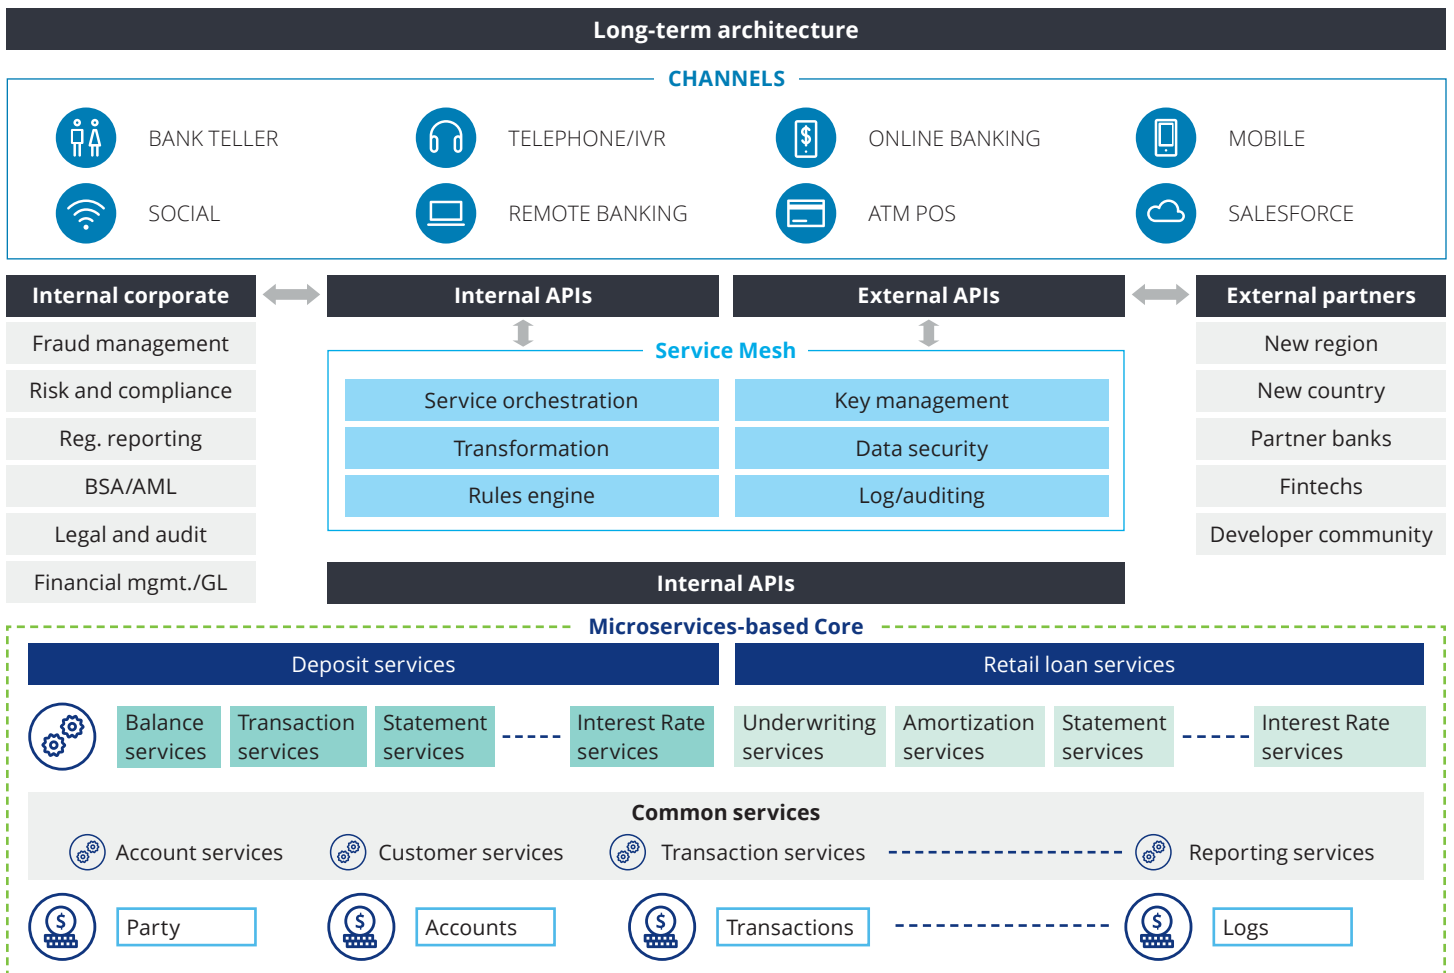 Long-term architecture
CHANNELS
BANK TELLER
TELEPHONE/IVR
ONLINE BANKING
MOBILE
SOCIAL
REMOTE BANKING
ATM POS
SALESFORCE
Internal corporate
Fraud management
Risk and compliance
Reg. reporting
BSA/AML
Legal and audit
Financial mgmt./GL
Internal APIs
External APIs
Service Mesh
Service orchestration
Key management
Transformation
Data security
Rules engine
Log/auditing
Internal APIs
External partners
New region
New country
Partner banks
Fintechs
Developer community
Microservices-based Core
Deposit services
Retail loan services
Balance
services
Transaction
services
Statement
services
Interest Rate
services
Underwriting
services
Amortization
services
Statement
services
Interest Rate
services
Common services
Account services
Customer services
Transaction services
Reporting services
$
Party
$
Accounts
$
Transactions
$
Logs